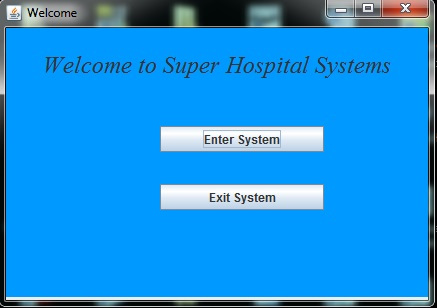 Welcome
Welcome to Super Hospital Systems
Enter System
Exit System